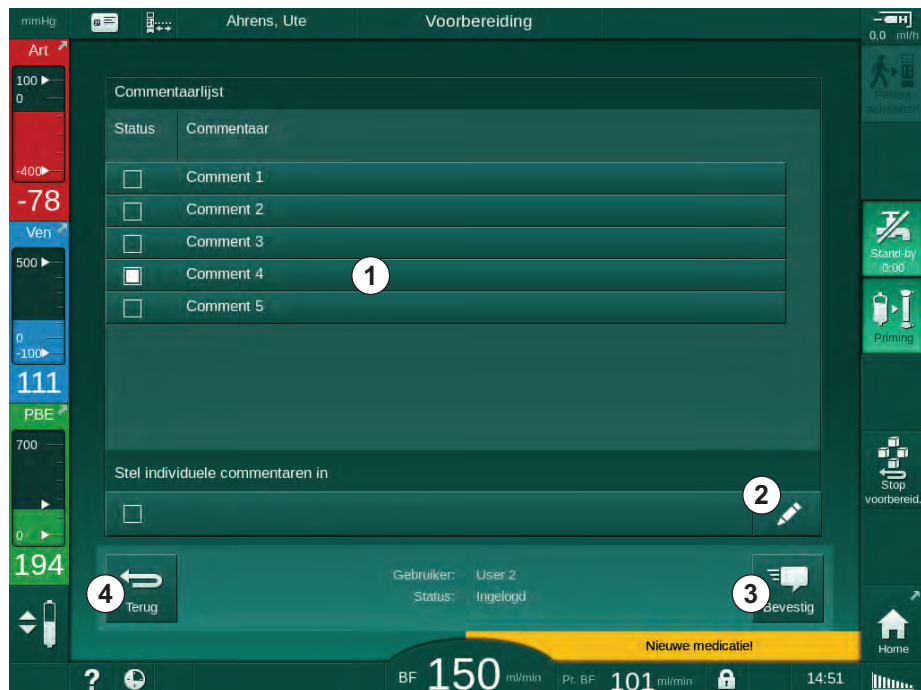 mmHg
Ahrens, Ute
Voorbereiding
0,0 ml/h
Art
100
0
-400
-78
Ven
500
0
-100
111
PBE
700
0
194
Commentaarlijst
Status Commentaar
Comment 1
Comment 2
Comment 3
Comment 4
1
Comment 5
Stel individuele commentaren in
2
4
Terug
Gebruiker: User 2
Status: Ingelogd
3
Bevestig
Nieuwe medicatie!
Stand-by
0:00
Priming
Stop
voorbereid.
Home
? BF 150 ml/min Pr. BF 101 ml/min 14:51